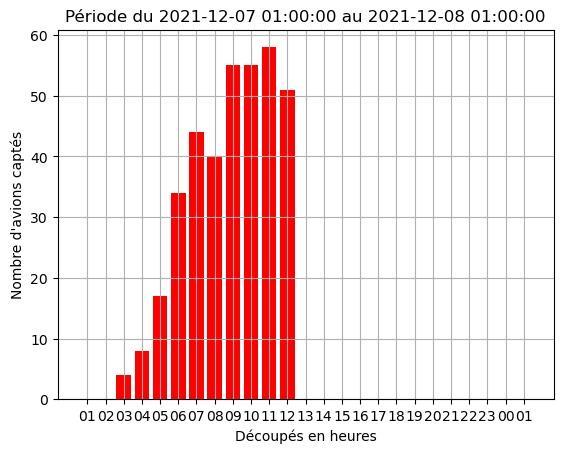 Période du 2021-12-07 01:00:00 au 2021-12-08 01:00:00
60
50
40
30
20
10
0
Nombre d'avions captés
01 02 03 04 05 06 07 08 09 10 11 12 13 14 15 16 17 18 19 20 21 22 23 00 01
Découpés en heures